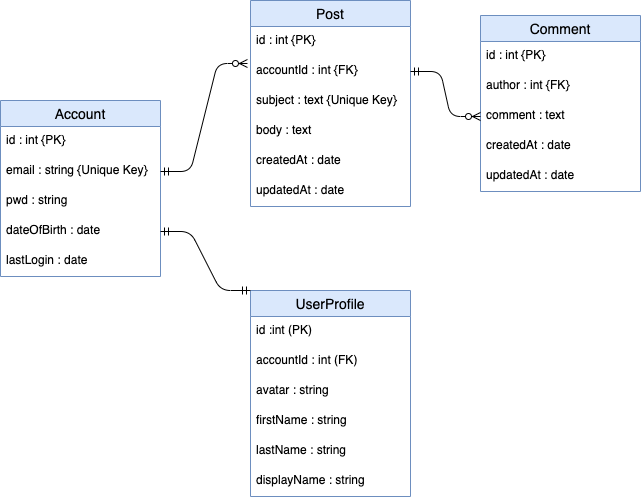 Account
id : int {PK}
email : string {Unique Key}
pwd : string
dateOfBirth : date
lastLogin : date
Post
id : int {PK}
accountId : int {FK}
subject : text {Unique Key}
body : text
createdAt : date
updatedAt : date
Comment
id : int {PK}
author : int {FK}
comment : text
createdAt : date
updatedAt : date
UserProfile
id :int (PK)
accountId : int (FK)
avatar : string
firstName : string
lastName : string
displayName : string